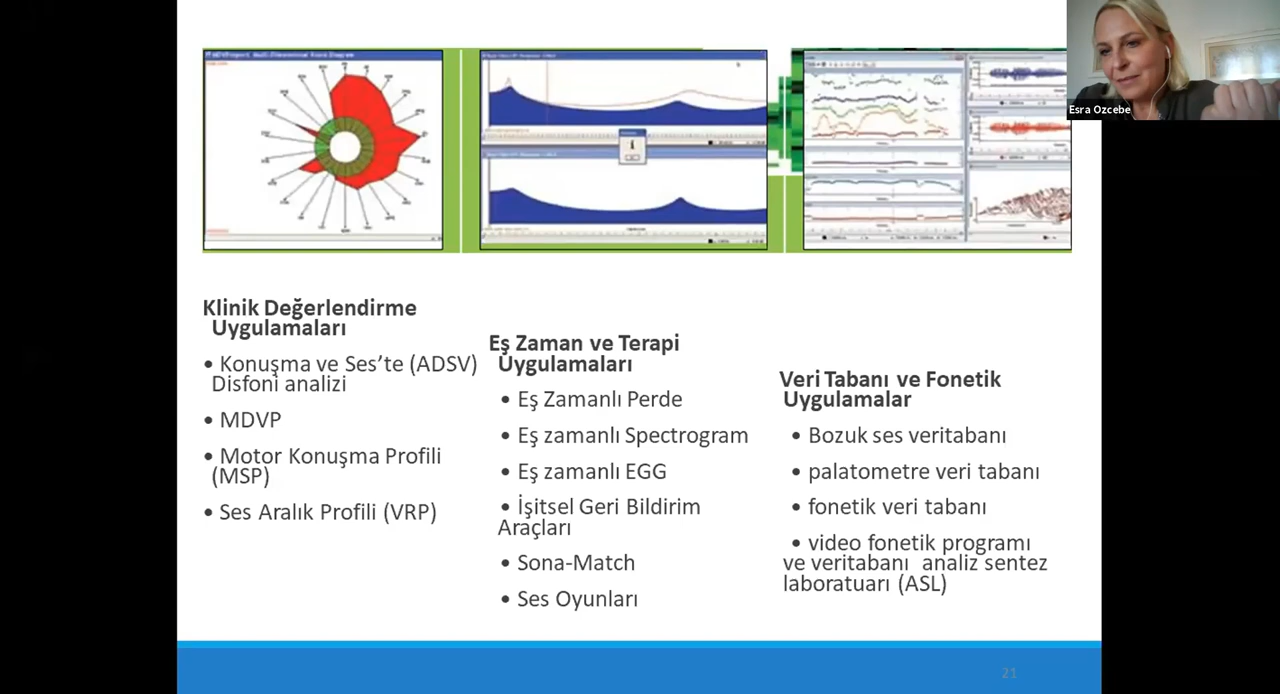 Esra Ozcebe
Klinik Değerlendirme
Uygulamaları
• Konuşma ve Ses’te (ADSV)
Disfoni analizi
• MDVP
• Motor Konuşma Profili
(MSP)
• Ses Aralık Profili (VRP)
Eş Zaman ve Terapi
Uygulamaları
• Eş Zamanlı Perde
• Eş zamanlı Spectrogram
• Eş zamanlı EGG
• İşitsel Geri Bildirim
Araçları
• Sona-Match
• Ses Oyunları
Veri Tabanı ve Fonetik
Uygulamalar
• Bozuk ses veritabanı
• palatometre veri tabanı
• fonetik veri tabanı
• video fonetik programı
ve veritabanı  analiz sentez
laboratuarı (ASL)
21